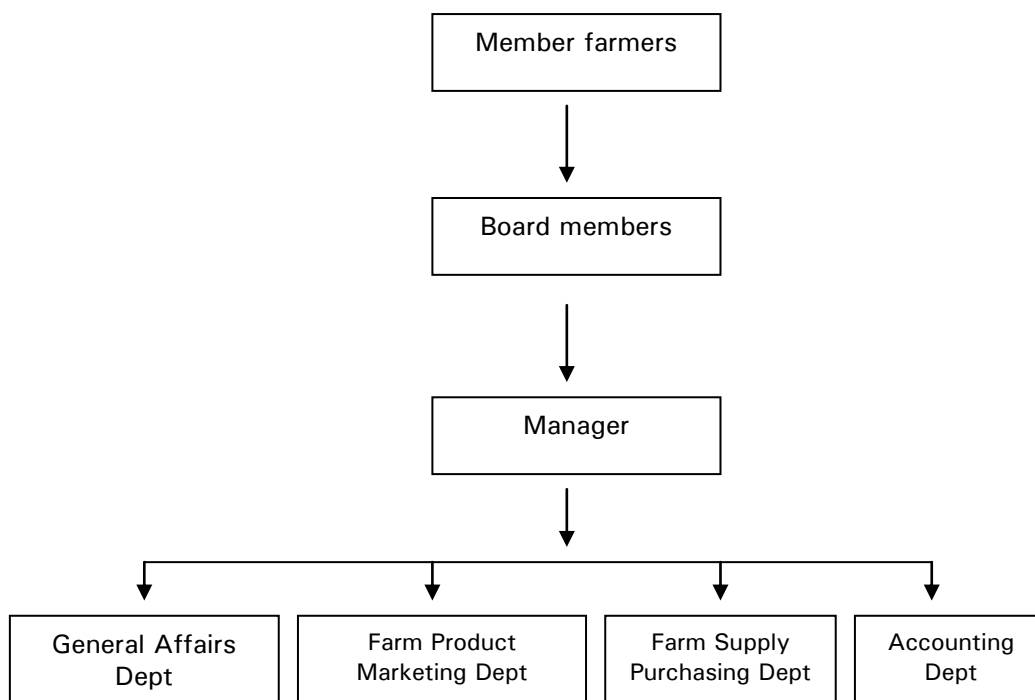 Member farmers
Board members
Manager
General Affairs
Dept
Farm Product
Marketing Dept
Farm Supply
Purchasing Dept
Accounting
Dept